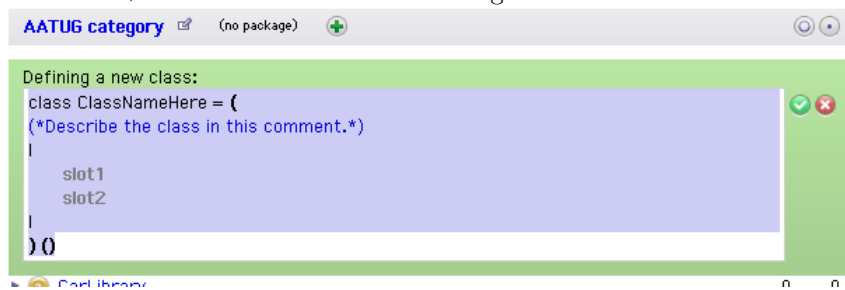 AATUG category (no package)
Defining a new class:
class ClassNameHere = (
(*Describe the class in this comment.*)
|
slot1
slot2
|
) ()